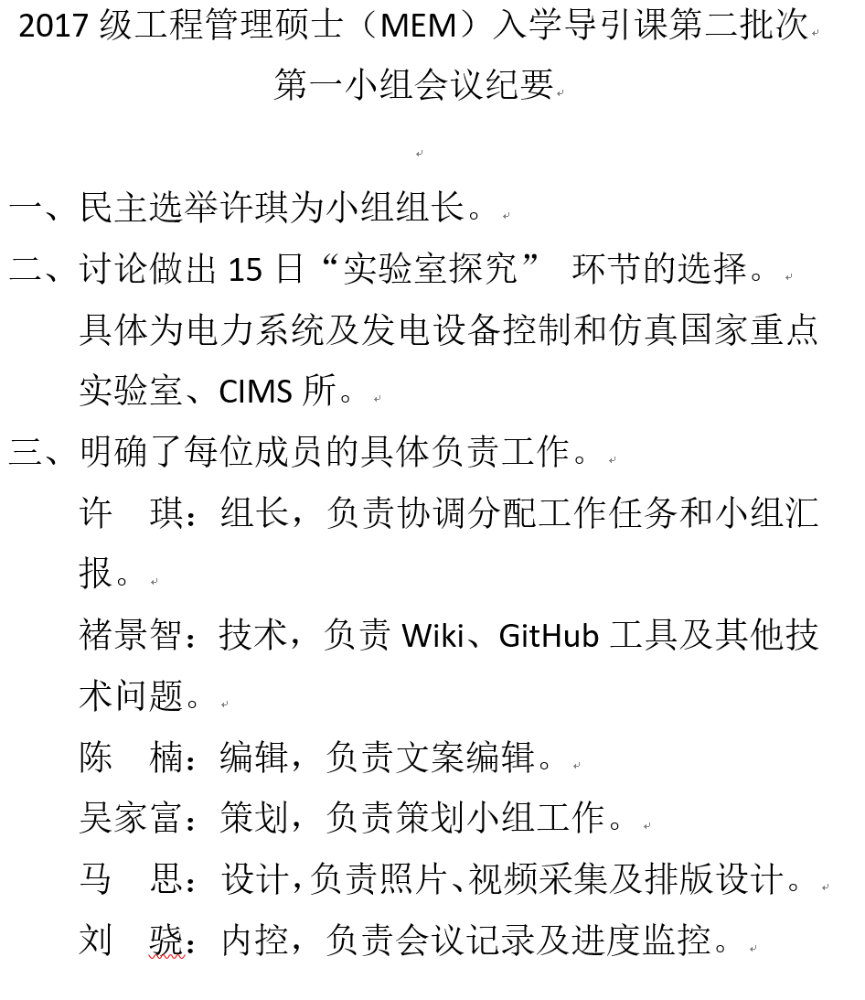 2017 级工程管理硕士（MEM）入学导引课第二批次
第一小组会议纪要
一、民主选举许琪为小组组长。
二、讨论做出 15 日“实验室探究” 环节的选择。
具体为电力系统及发电设备控制和仿真国家重点
实验室、CIMS 所。
三、明确了每位成员的具体负责工作。
许　琪：组长，负责协调分配工作任务和小组汇
报。
褚景智：技术，负责 Wiki、GitHub 工具及其他技
术问题。
陈　楠：编辑，负责文案编辑。
吴家富：策划，负责策划小组工作。
马　思：设计，负责照片、视频采集及排版设计。
刘　骁：内控，负责会议记录及进度监控。